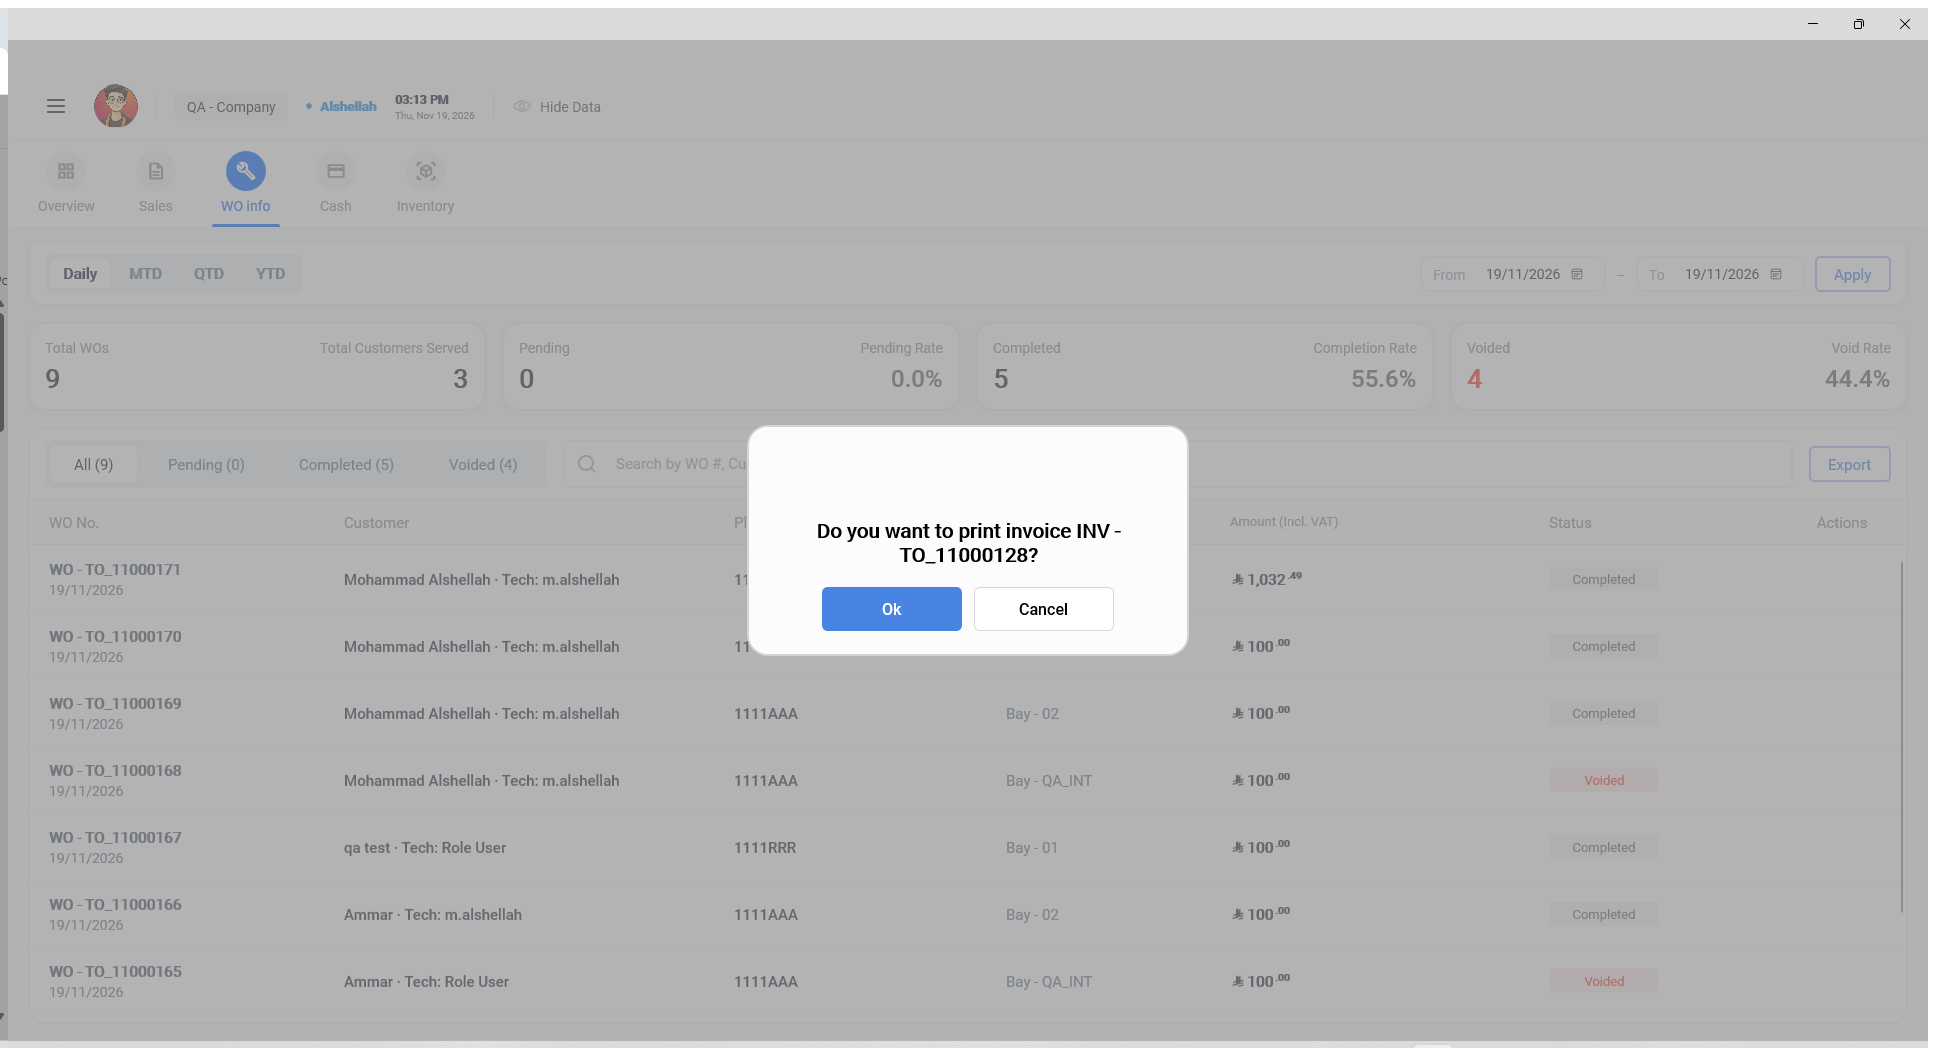 QA - Company
• Alshellah
03:13 PM
Thu, Nov 19, 2026
Hide Data
Overview
Sales
WO info
Cash
Inventory
Daily MTD QTD YTD
From 19/11/2026 – To 19/11/2026 Apply
Total WOs Total Customers Served
9 3
Pending Pending Rate
0 0.0%
Completed Completion Rate
5 55.6%
Voided Void Rate
4 44.4%
All (9) Pending (0) Completed (5) Voided (4)
Search by WO #, Cu
Export
Do you want to print invoice INV -
TO_11000128?
Ok Cancel
WO No. Customer Pl Amount (Incl. VAT) Status Actions
WO - TO_11000171
19/11/2026
Mohammad Alshellah · Tech: m.alshellah 11 1,032.49 Completed
WO - TO_11000170
19/11/2026
Mohammad Alshellah · Tech: m.alshellah 11 100.00 Completed
WO - TO_11000169
19/11/2026
Mohammad Alshellah · Tech: m.alshellah 1111AAA Bay - 02 100.00 Completed
WO - TO_11000168
19/11/2026
Mohammad Alshellah · Tech: m.alshellah 1111AAA Bay - QA_INT 100.00 Voided
WO - TO_11000167
19/11/2026
qa test · Tech: Role User 1111RRR Bay - 01 100.00 Completed
WO - TO_11000166
19/11/2026
Ammar · Tech: m.alshellah 1111AAA Bay - 02 100.00 Completed
WO - TO_11000165
19/11/2026
Ammar · Tech: Role User 1111AAA Bay - QA_INT 100.00 Voided